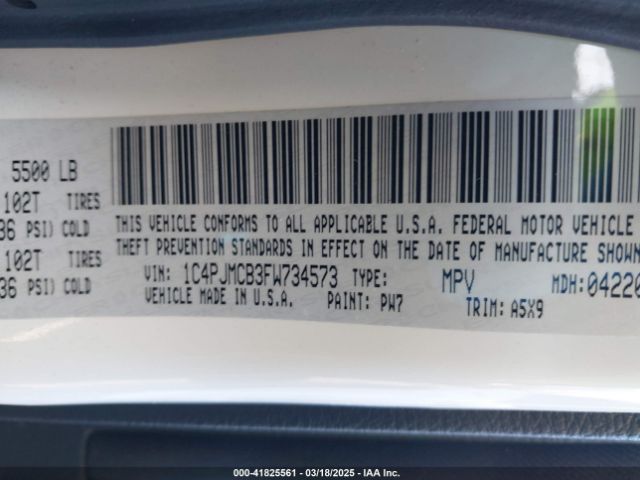 5500 LB
102T TIRES
36 PSI) COLD
102T TIRES
36 PSI) COLD
THIS VEHICLE CONFORMS TO ALL APPLICABLE U.S.A. FEDERAL MOTOR VEHICLE
THEFT PREVENTION STANDARDS IN EFFECT ON THE DATE OF MANUFACTURE SHOWN
VIN: 1C4PJMCB3FW734573 TYPE: MPV MDH:04220
VEHICLE MADE IN U.S.A. PAINT: PW7 TRIM: A5X9
000-41825561 | 03/18/2025 | IAA Inc.